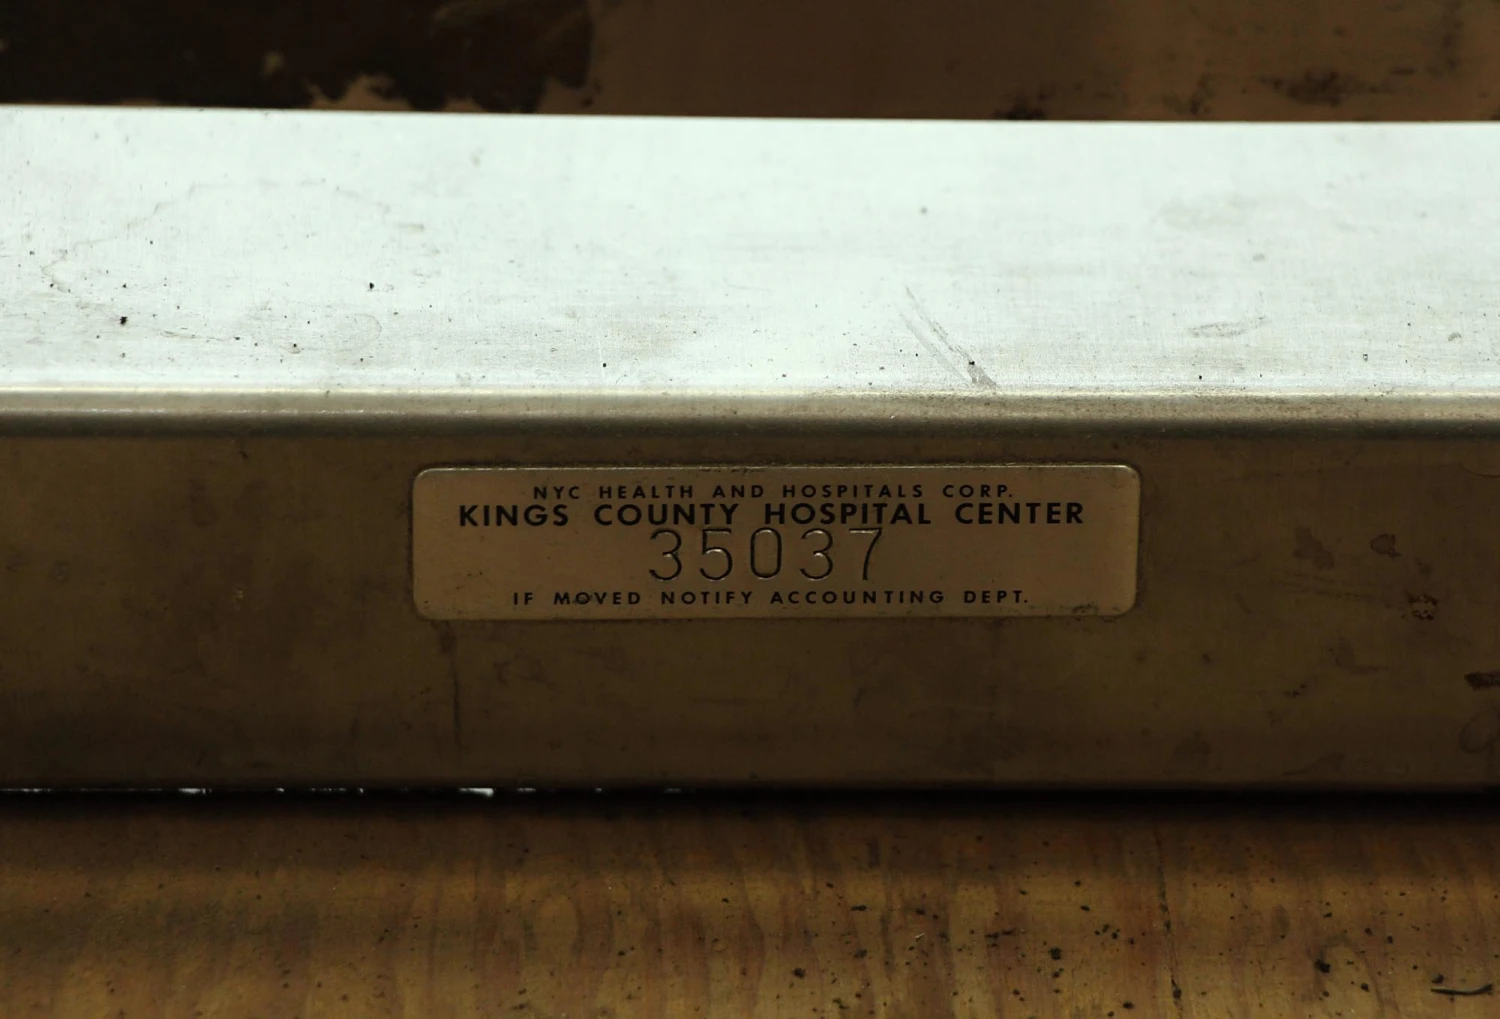 NYC HEALTH AND HOSPITALS CORP.
KINGS COUNTY HOSPITAL CENTER
35037
IF MOVED NOTIFY ACCOUNTING DEPT.